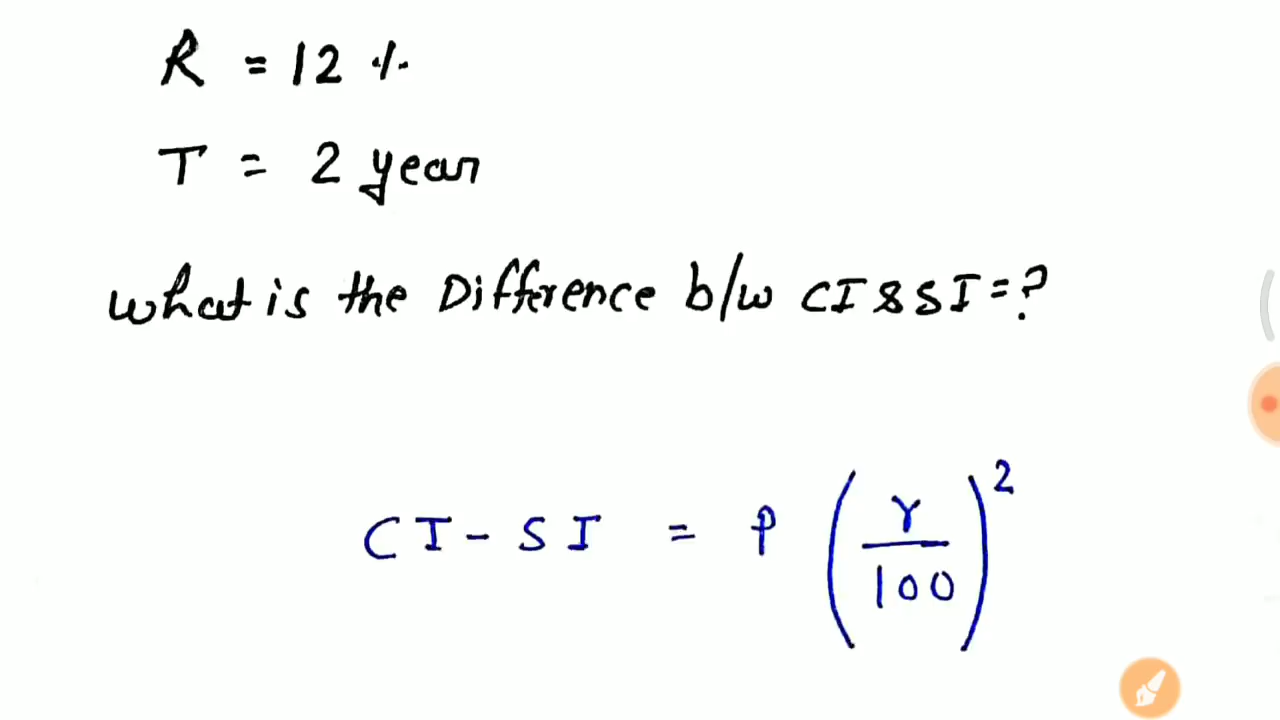 R = 12 %
T = 2 year
What is the Difference b/w CI & SI = ?
CI - SI = P (r/100)²